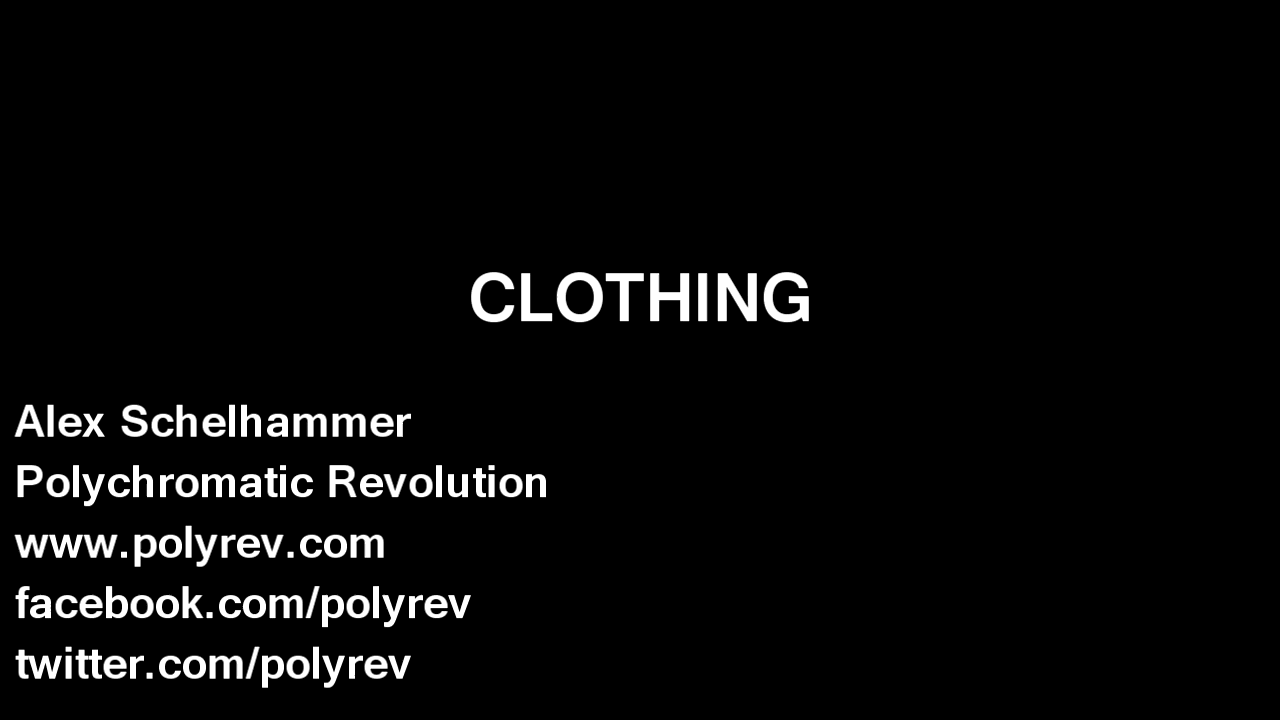 CLOTHING
Alex Schelhammer
Polychromatic Revolution
www.polyrev.com
facebook.com/polyrev
twitter.com/polyrev